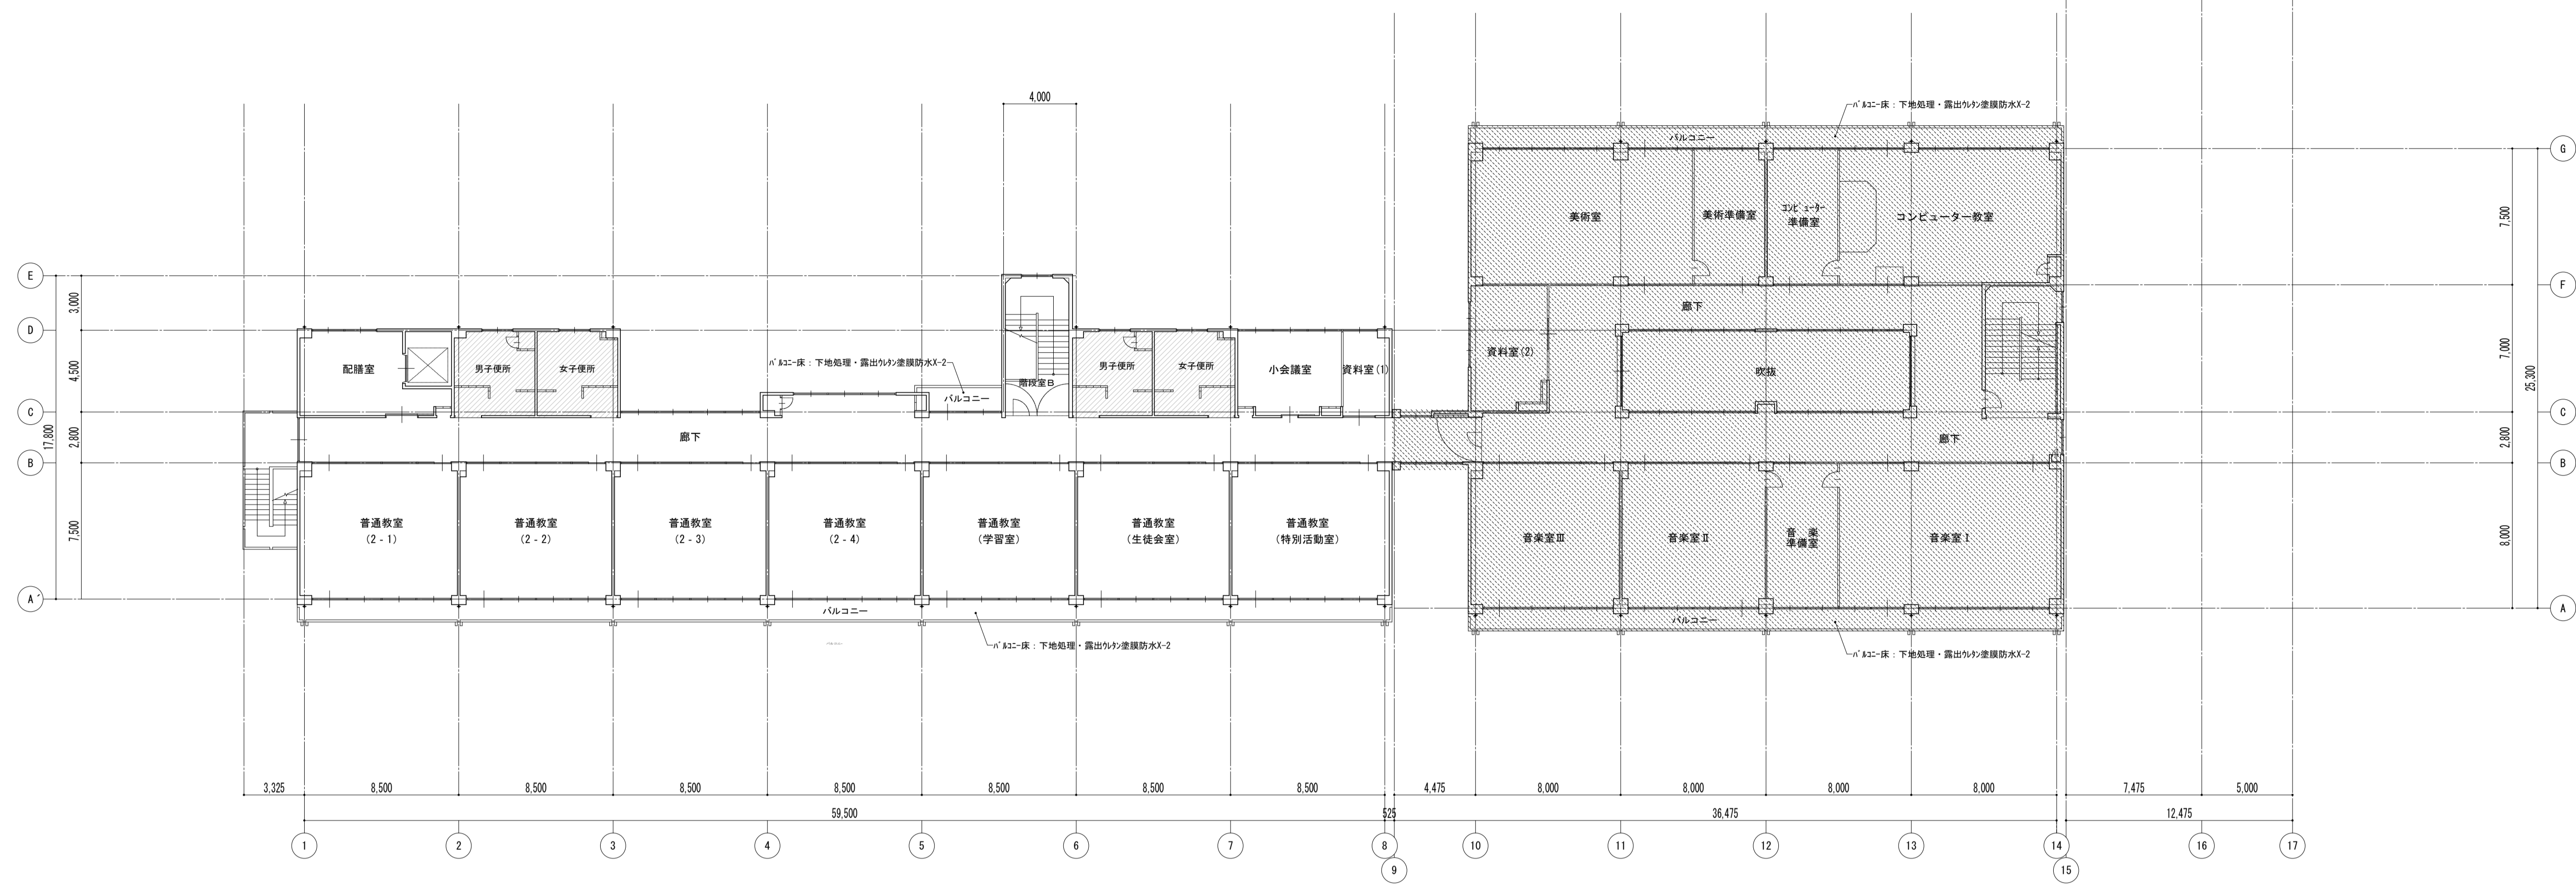 4,000
ﾊﾞﾙｺﾆｰ床：下地処理・露出ｳﾚﾀﾝ塗膜防水X-2
バルコニー
G
美術室
美術準備室
ｺﾝﾋﾟｭｰﾀｰ
準備室
コンピューター教室
7,500
E
3,000
F
廊下
D
配膳室
男子便所
女子便所
ﾊﾞﾙｺﾆｰ床：下地処理・露出ｳﾚﾀﾝ塗膜防水X-2
バルコニー
階段室B
男子便所
女子便所
小会議室
資料室(1)
資料室(2)
吹抜
4,500
7,000
25,300
C
C
17,800
2,800
廊下
廊下
2,800
B
B
普通教室
(2-1)
普通教室
(2-2)
普通教室
(2-3)
普通教室
(2-4)
普通教室
(学習室)
普通教室
(生徒会室)
普通教室
(特別活動室)
音楽室Ⅲ
音楽室Ⅱ
音 楽
準備室
音楽室Ⅰ
7,500
8,000
A'
A
バルコニー
バルコニー
ﾊﾞﾙｺﾆｰ床：下地処理・露出ｳﾚﾀﾝ塗膜防水X-2
ﾊﾞﾙｺﾆｰ床：下地処理・露出ｳﾚﾀﾝ塗膜防水X-2
3,325 8,500 8,500 8,500 8,500 8,500 8,500 8,500 4,475 8,000 8,000 8,000 8,000 7,475 5,000
59,500 525 36,475 12,475
1 2 3 4 5 6 7 8 10 11 12 13 14 16 17
9 15